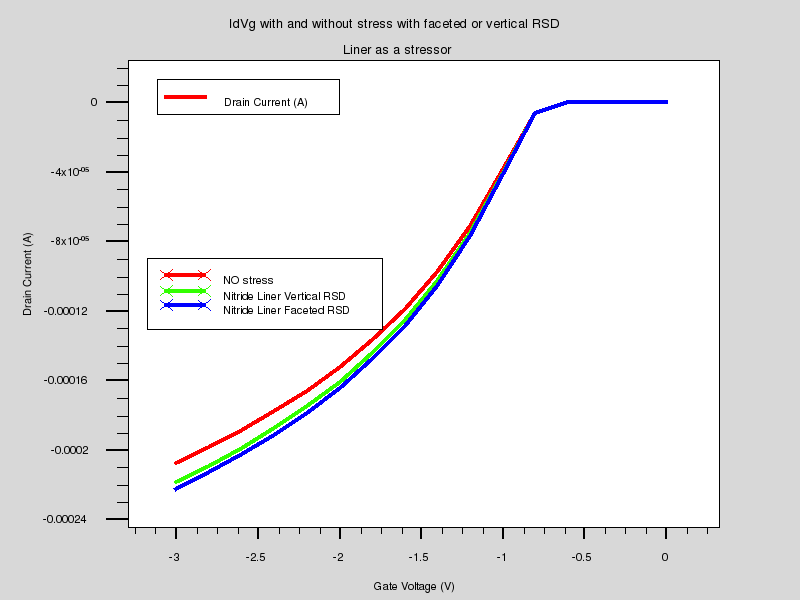 IdVg with and without stress with faceted or vertical RSD
Liner as a stressor
Drain Current (A)
NO stress
Nitride Liner Vertical RSD
Nitride Liner Faceted RSD
Drain Current (A)
0
-4x10⁻⁰⁵
-8x10⁻⁰⁵
-0.00012
-0.00016
-0.0002
-0.00024
-3 -2.5 -2 -1.5 -1 -0.5 0
Gate Voltage (V)